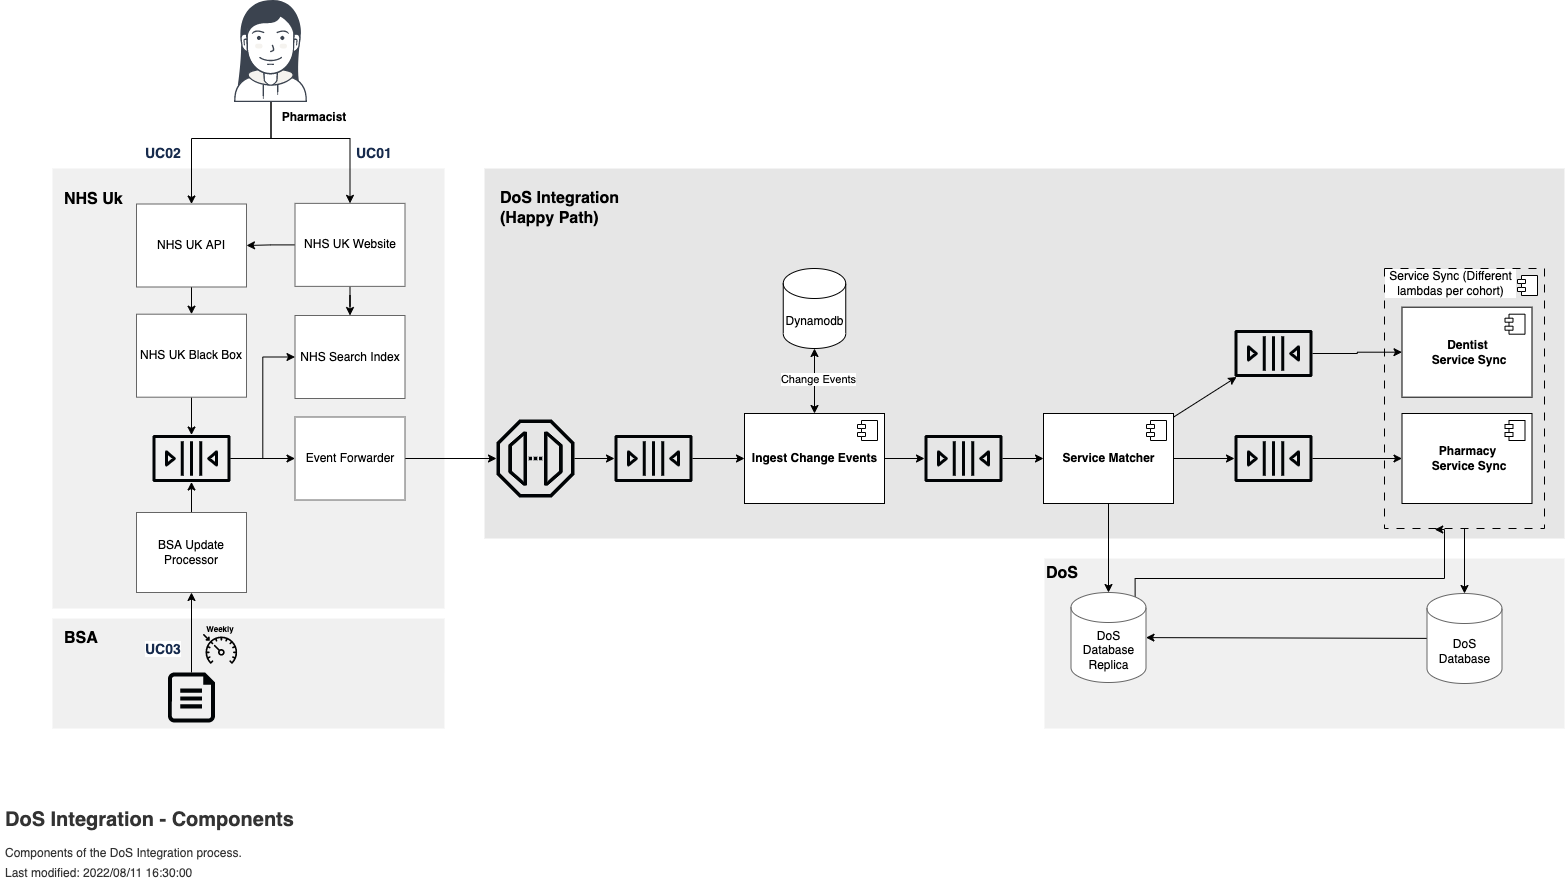 Pharmacist
UC02
UC01
NHS Uk
NHS UK API
NHS UK Website
NHS UK Black Box
NHS Search Index
Event Forwarder
BSA Update
Processor
BSA
UC03
Weekly
DoS Integration
(Happy Path)
Dynamodb
Change Events
Ingest Change Events
Service Matcher
Service Sync (Different
lambdas per cohort)
Dentist
Service Sync
Pharmacy
Service Sync
DoS
DoS
Database
Replica
DoS
Database
DoS Integration - Components
Components of the DoS Integration process.
Last modified: 2022/08/11 16:30:00